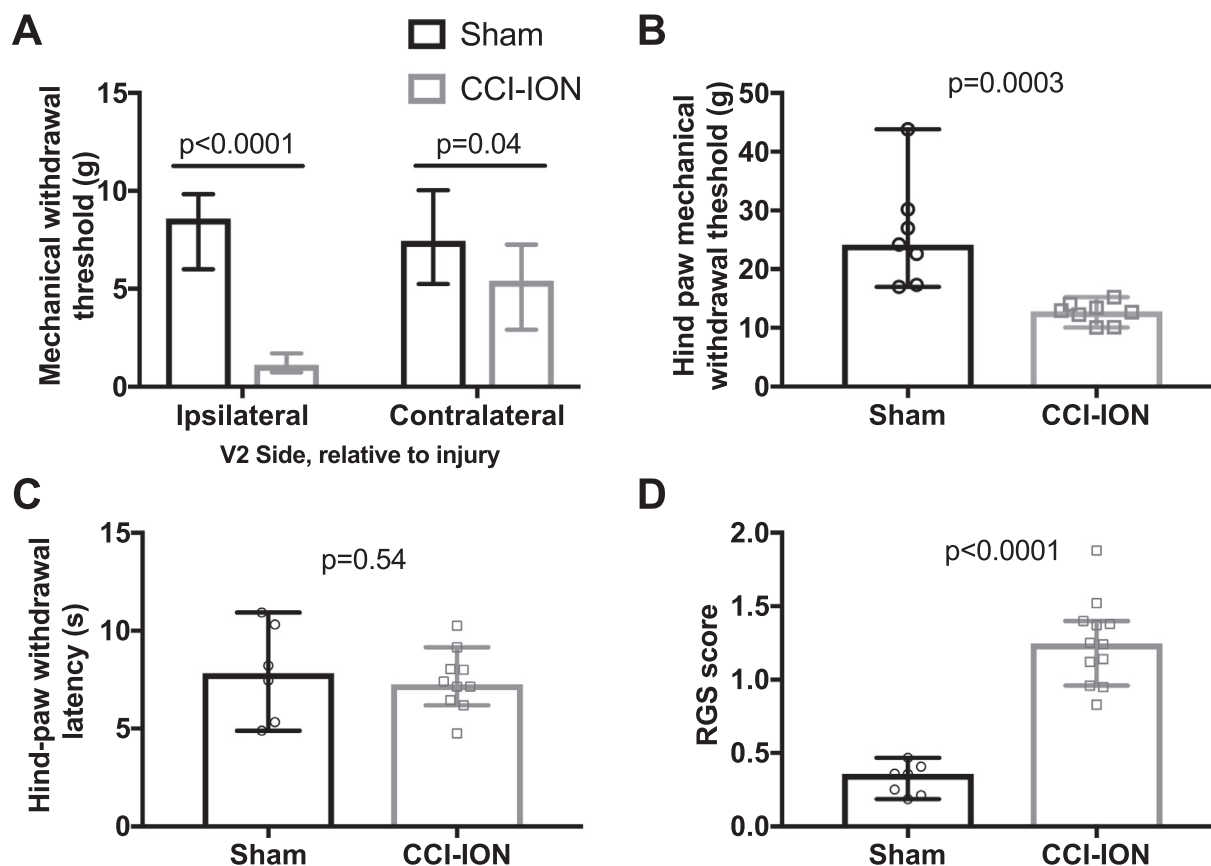 A
Sham
CCI-ION
15
10
5
0
Mechanical withdrawal
threshold (g)
p<0.0001
p=0.04
Ipsilateral
Contralateral
V2 Side, relative to injury
B
p=0.0003
50
40
30
20
10
0
Hind paw mechanical
withdrawal theshold (g)
Sham
CCI-ION
C
15
10
5
0
Hind-paw withdrawal
latency (s)
p=0.54
Sham
CCI-ION
D
2.0
1.5
1.0
0.5
0.0
RGS score
p<0.0001
Sham
CCI-ION